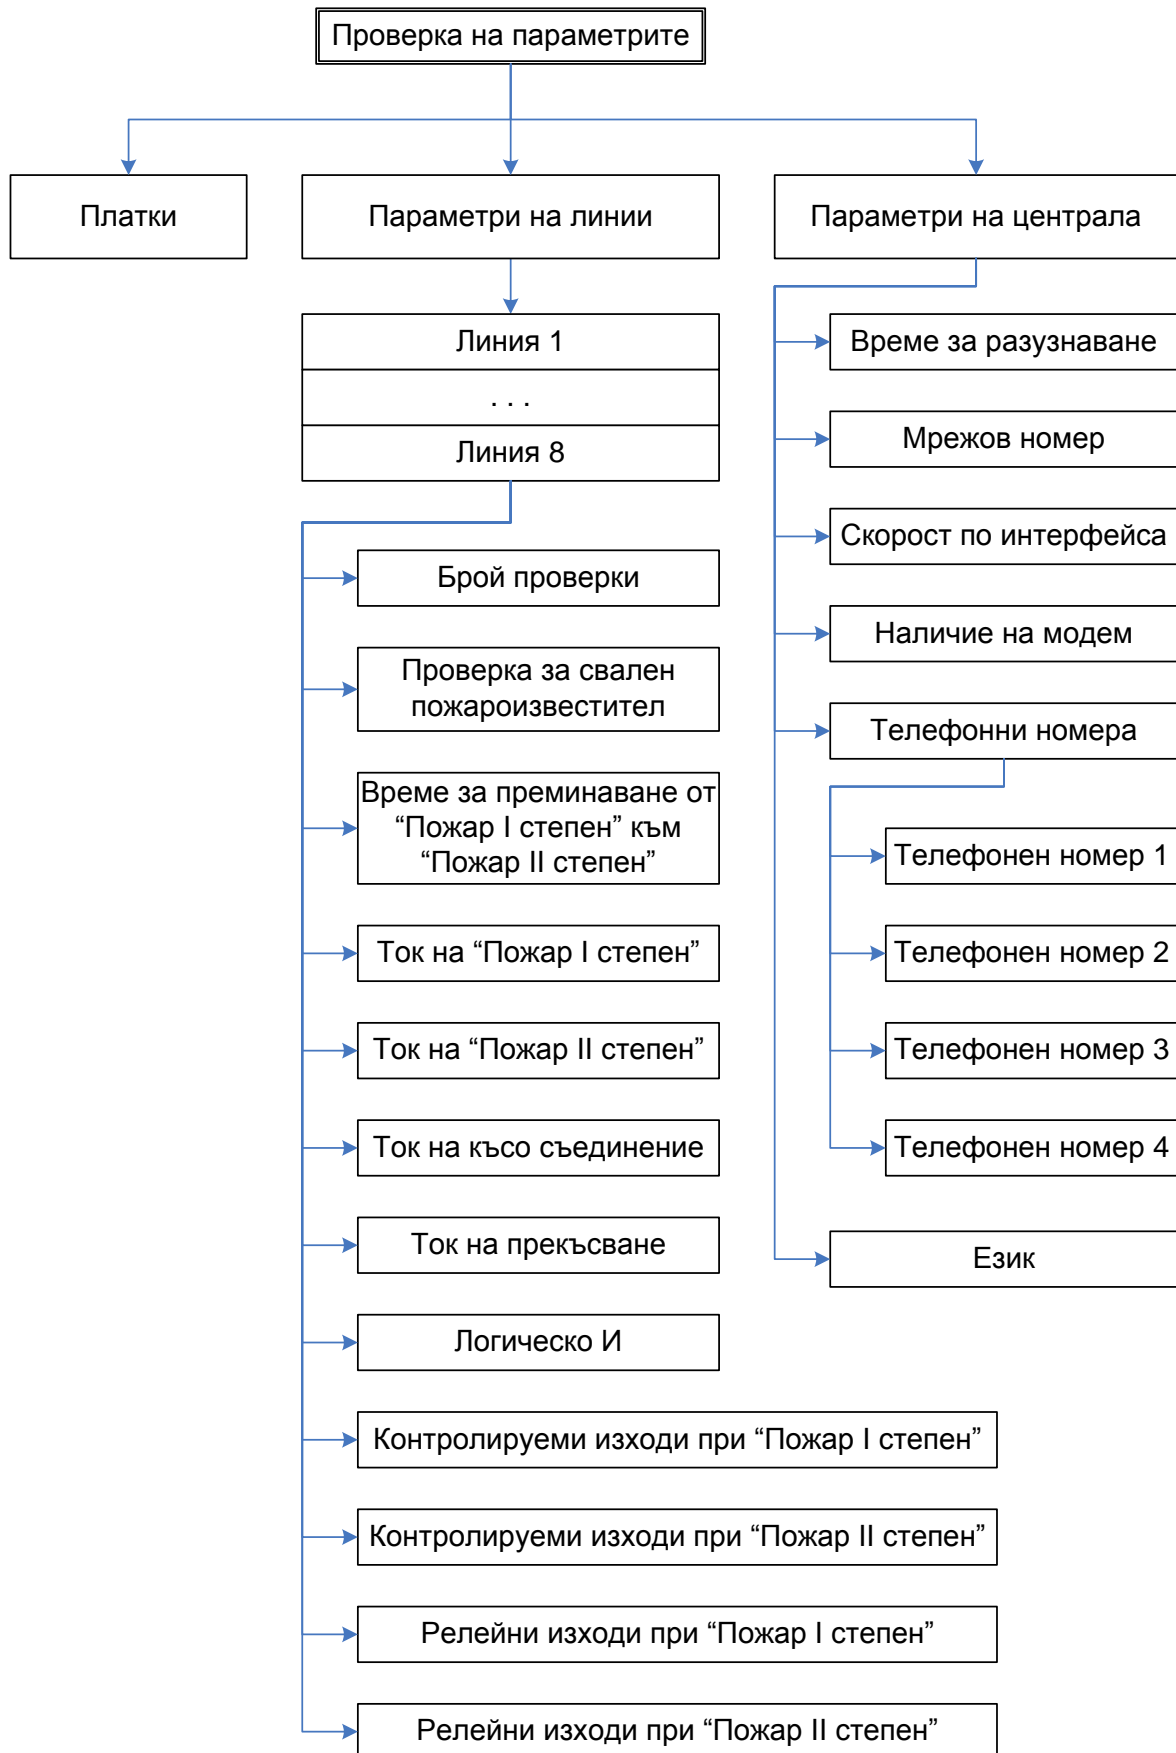 Проверка на параметрите
Платки
Параметри на линии
Параметри на централа
Линия 1
. . .
Линия 8
Брой проверки
Проверка за свален
пожароизвестител
Време за преминаване от
“Пожар I степен” към
“Пожар II степен”
Ток на “Пожар I степен”
Ток на “Пожар II степен”
Ток на късо съединение
Ток на прекъсване
Логическо И
Контролируеми изходи при “Пожар I степен”
Контролируеми изходи при “Пожар II степен”
Релейни изходи при “Пожар I степен”
Релейни изходи при “Пожар II степен”
Време за разузнаване
Мрежов номер
Скорост по интерфейса
Наличие на модем
Телефонни номера
Телефонен номер 1
Телефонен номер 2
Телефонен номер 3
Телефонен номер 4
Език